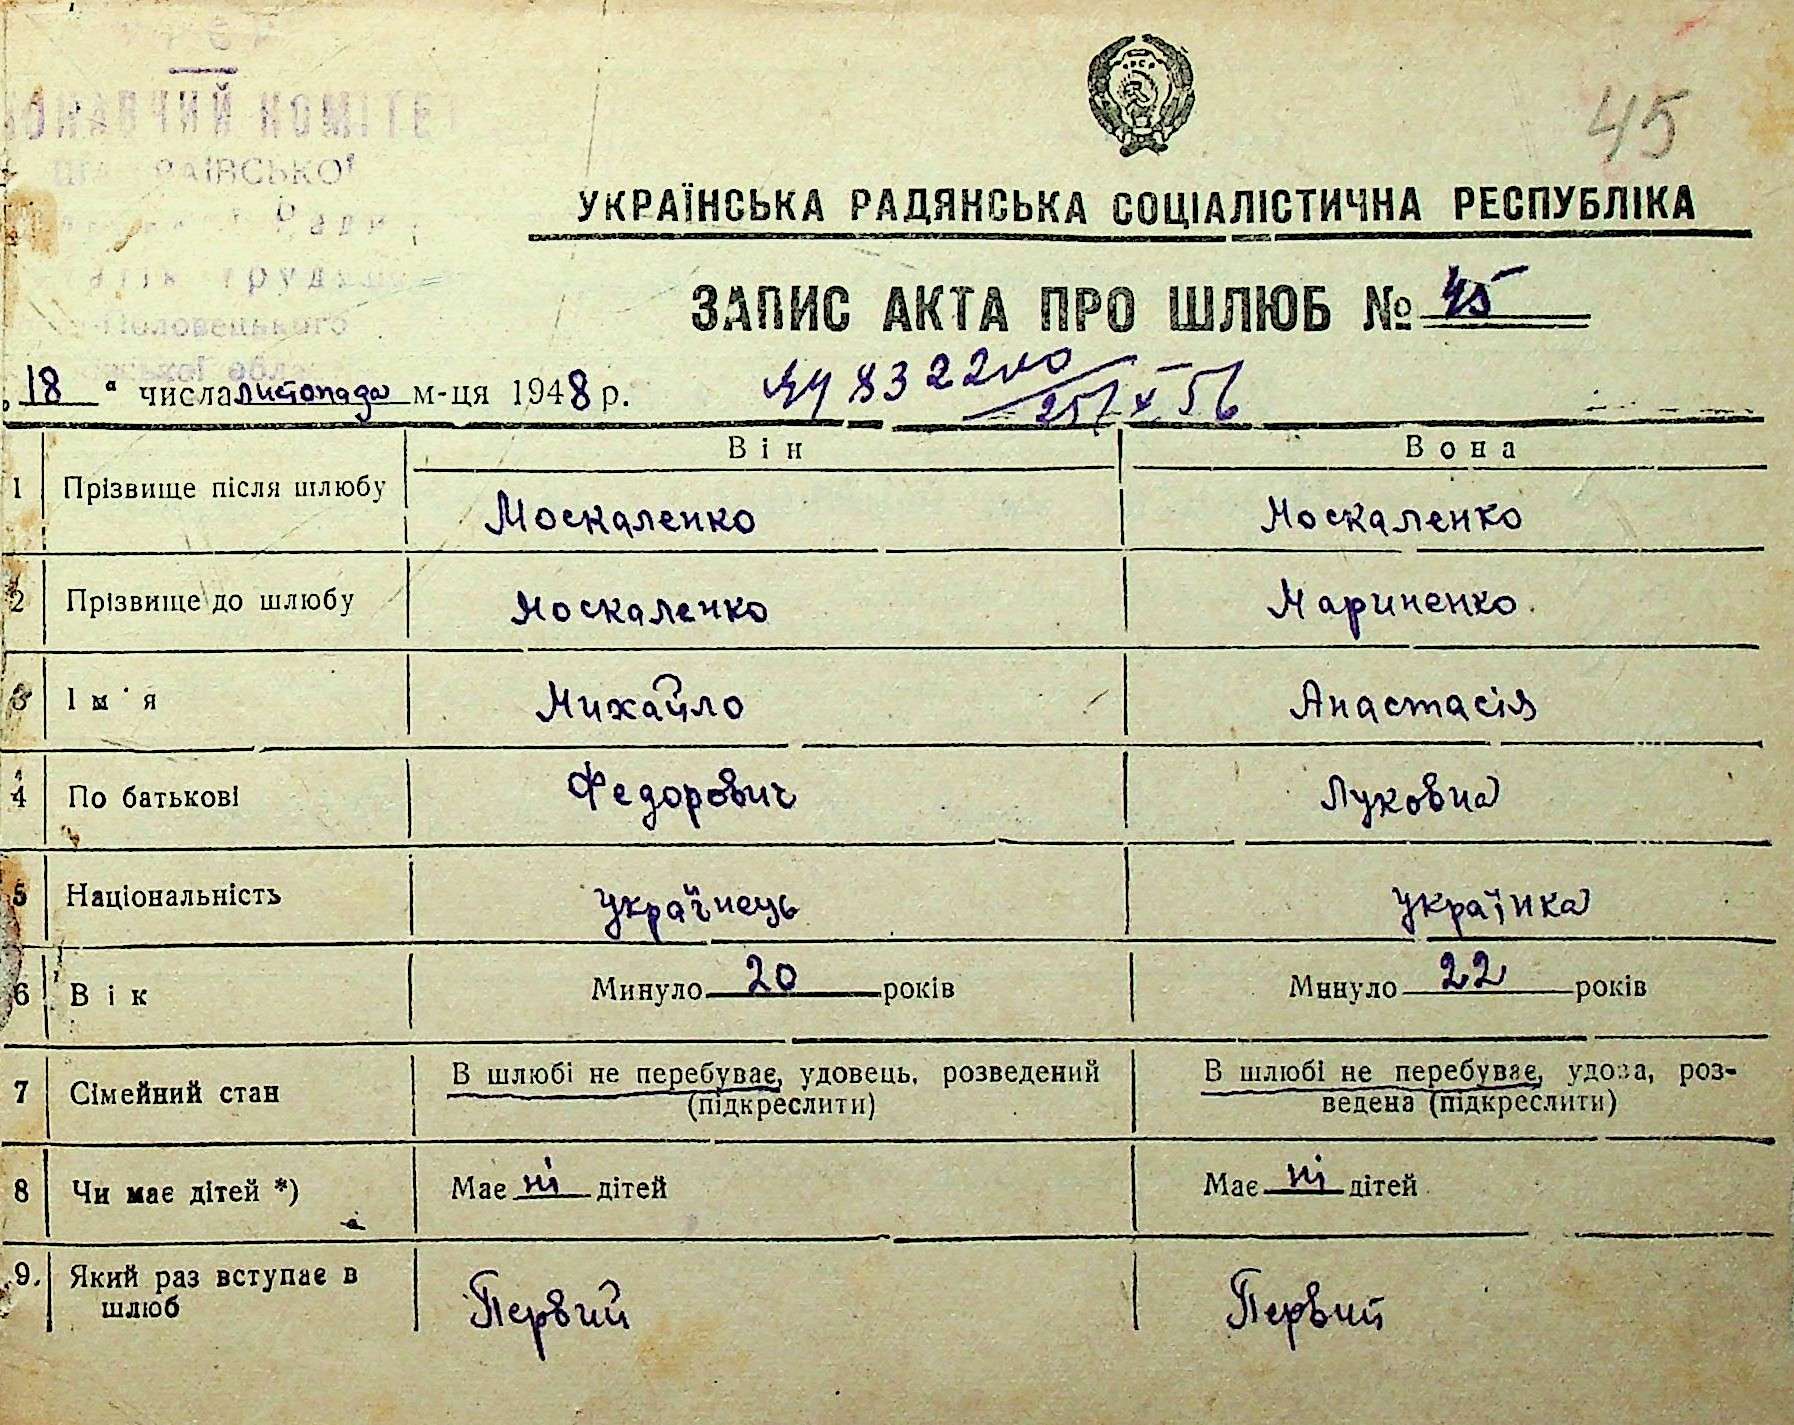 45
УКРАЇНСЬКА РАДЯНСЬКА СОЦІАЛІСТИЧНА РЕСПУБЛІКА
ЗАПИС АКТА ПРО ШЛЮБ № 45
„18" числа листопада м-ця 1948 р.
Він Вона
1 Прізвище після шлюбу Москаленко Москаленко
2 Прізвище до шлюбу Москаленко Мариненко
3 Ім'я Михайло Анастасія
4 По батькові Федорович Луковна
5 Національність українець українка
6 Вік Минуло 20 років Минуло 22 років
7 Сімейний стан В шлюбі не перебуває, удовець, розведений (підкреслити) В шлюбі не перебуває, удова, роз-
ведена (підкреслити)
8 Чи має дітей *) Має ні дітей Має ні дітей
9. Який раз вступає в
шлюб Первий Первий